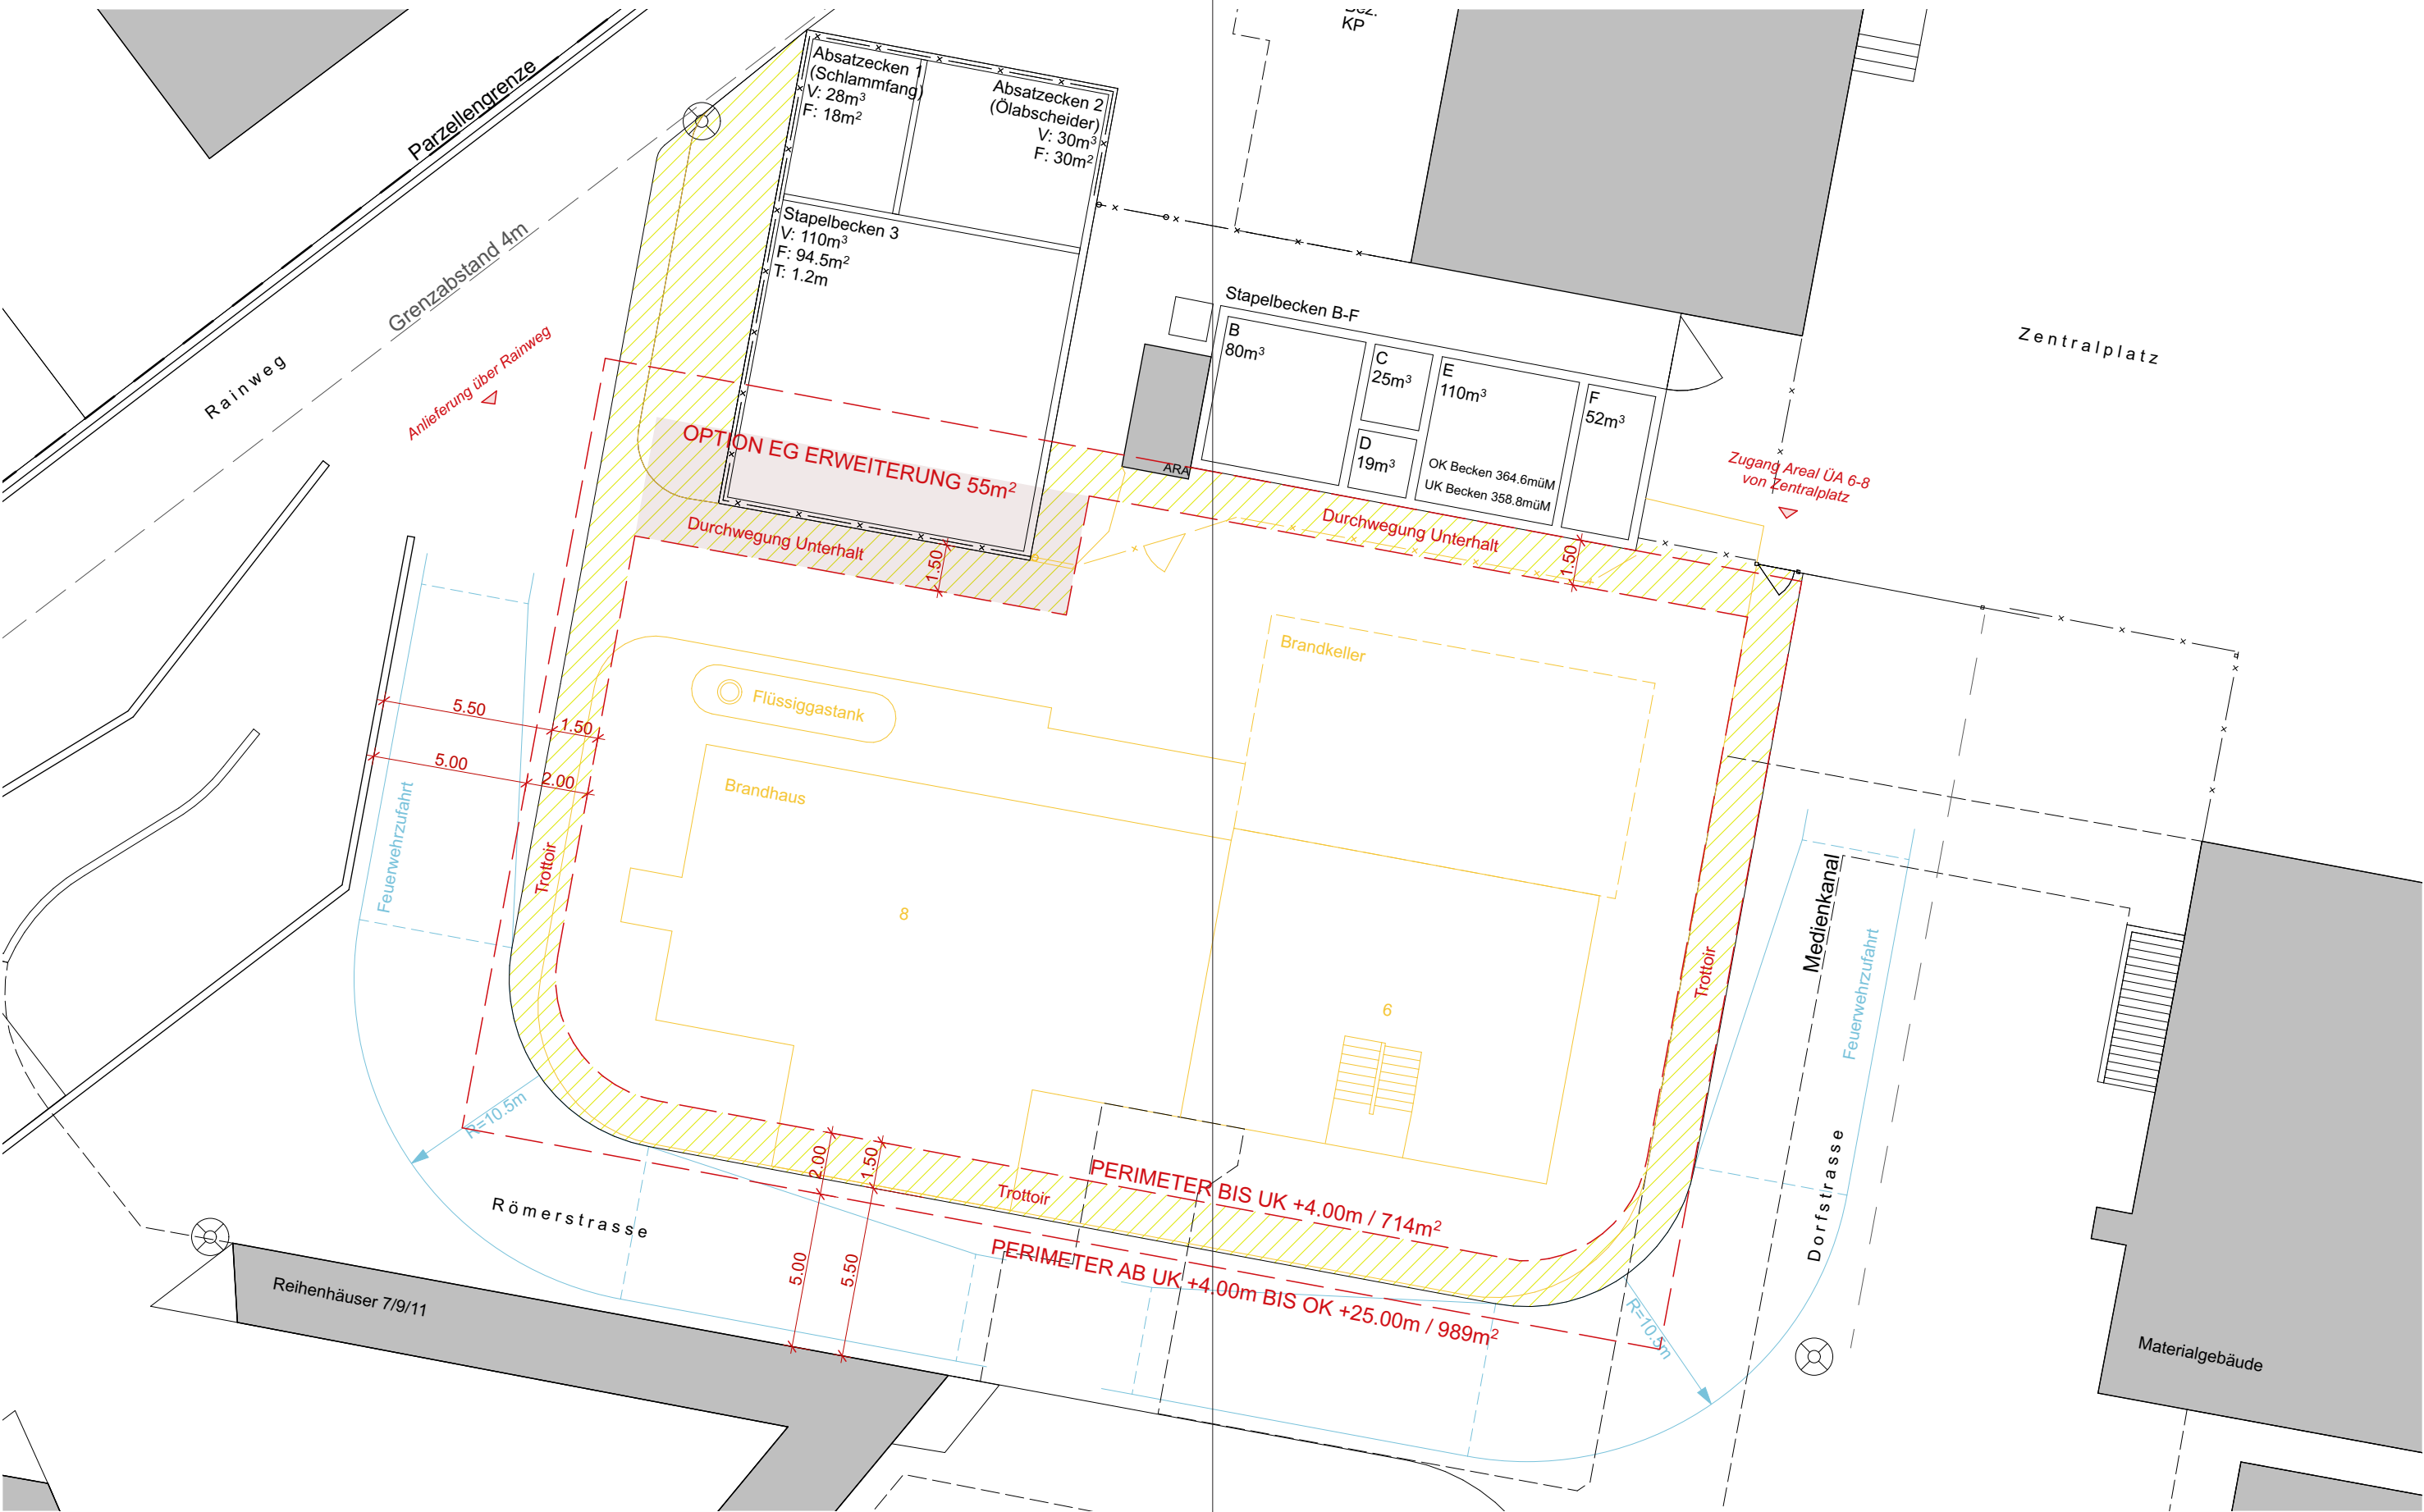 KP
Absatzecken 1
(Schlammfang)
V: 28m³
F: 18m²
Absatzecken 2
(Ölabscheider)
V: 30m³
F: 30m²
Parzellengrenze
Grenzabstand 4m
Rainweg
Anlieferung über Rainweg
Stapelbecken 3
V: 110m³
F: 94.5m²
T: 1.2m
Stapelbecken B-F
B
80m³
C
25m³
D
19m³
E
110m³
OK Becken 364.6müM
UK Becken 358.8müM
F
52m³
ARA
Zentralplatz
Zugang Areal ÜA 6-8
von Zentralplatz
OPTION EG ERWEITERUNG 55m²
Durchwegung Unterhalt
1.50
Durchwegung Unterhalt
1.50
Brandkeller
Flüssiggastank
Brandhaus
8
6
5.50
1.50
5.00
2.00
Feuerwehrzufahrt
Trottoir
Trottoir
Medienkanal
Feuerwehrzufahrt
Dorfstrasse
R=10.5m
2.00
1.50
Trottoir
PERIMETER BIS UK +4.00m / 714m²
PERIMETER AB UK +4.00m BIS OK +25.00m / 989m²
5.00
5.50
Römerstrasse
R=10.5m
Reihenhäuser 7/9/11
Materialgebäude